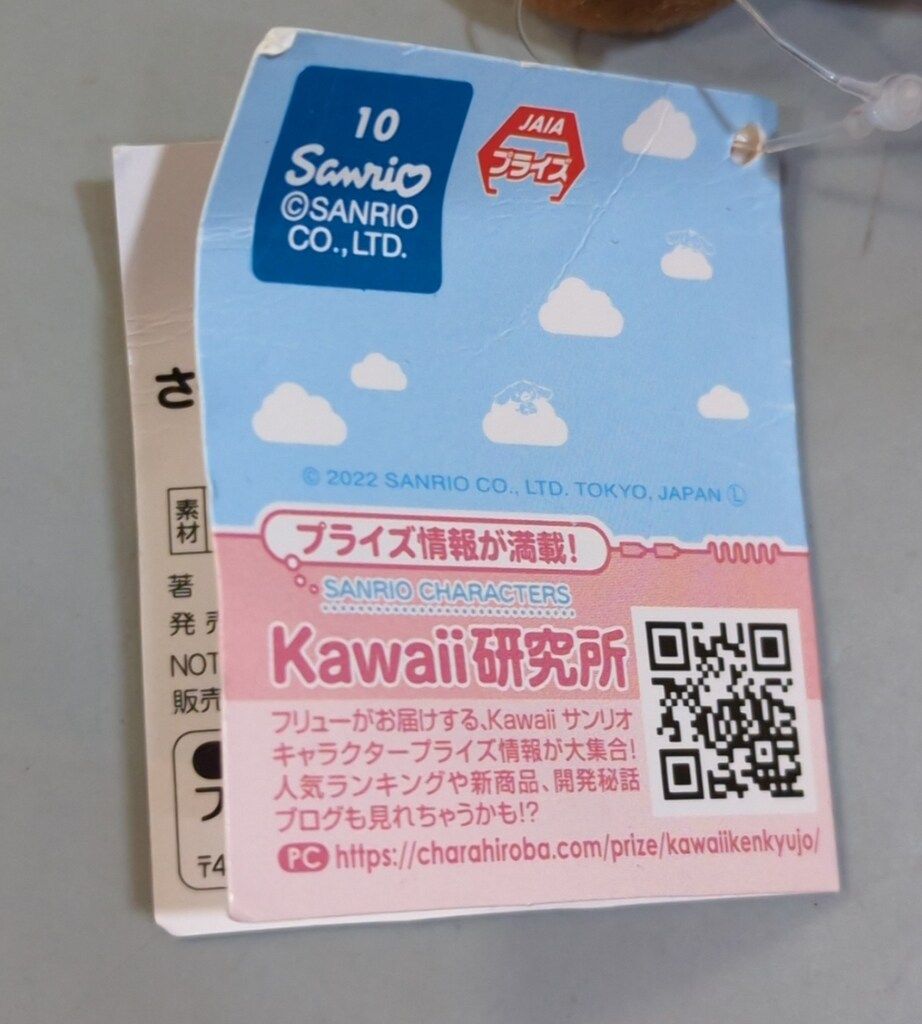 10
Sanrio
©SANRIO
CO., LTD.
JAIA
プライズ
© 2022 SANRIO CO., LTD. TOKYO, JAPAN Ⓛ
プライズ情報が満載!
SANRIO CHARACTERS
Kawaii研究所
フリューがお届けする、Kawaii サンリオ
キャラクタープライズ情報が大集合!
人気ランキングや新商品、開発秘話
ブログも見れちゃうかも!?
PC https://charahiroba.com/prize/kawaiikenkyujo/
さ
素材
著
発売
NOT
販売
フ
〒4